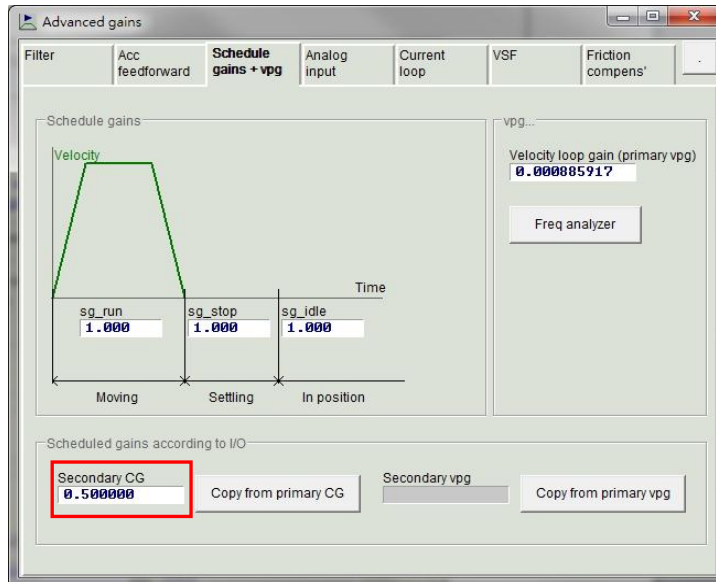 Advanced gains
Filter
Acc feedforward
Schedule gains + vpg
Analog input
Current loop
VSF
Friction compens'
.
Schedule gains
Velocity
Time
sg_run
1.000
sg_stop
1.000
sg_idle
1.000
Moving
Settling
In position
vpg...
Velocity loop gain (primary vpg)
0.000885917
Freq analyzer
Scheduled gains according to I/O
Secondary CG
0.500000
Copy from primary CG
Secondary vpg
Copy from primary vpg